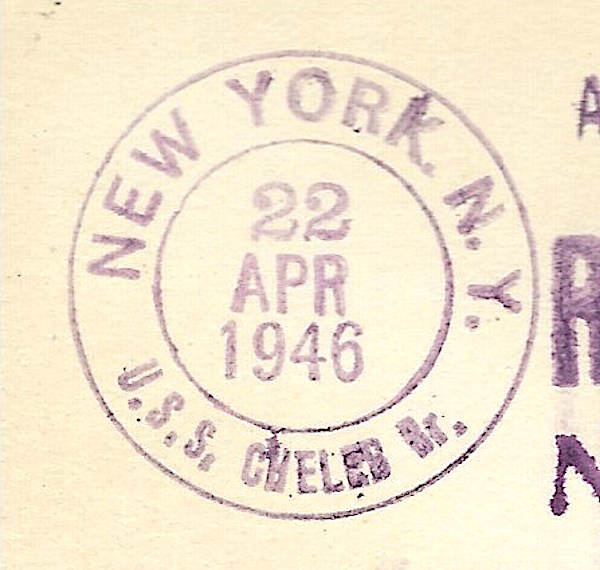 NEW YORK, N.Y.
22
APR
1946
U.S.S. CHELEB Br.